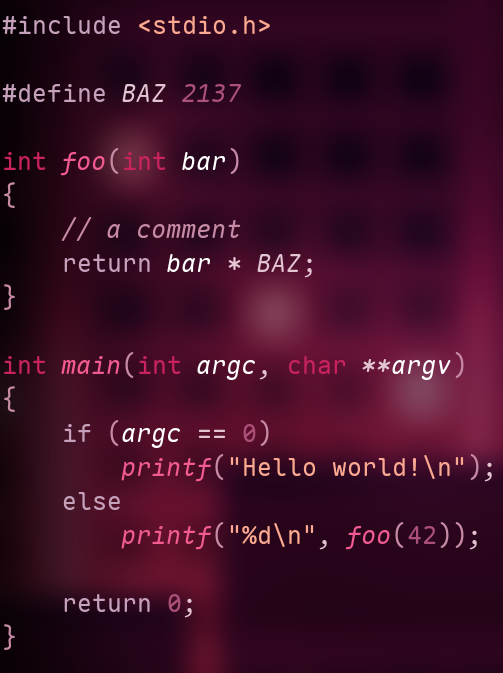 #include <stdio.h>

#define BAZ 2137

int foo(int bar)
{
    // a comment
    return bar * BAZ;
}

int main(int argc, char **argv)
{
    if (argc == 0)
        printf("Hello world!\n");
    else
        printf("%d\n", foo(42));

    return 0;
}